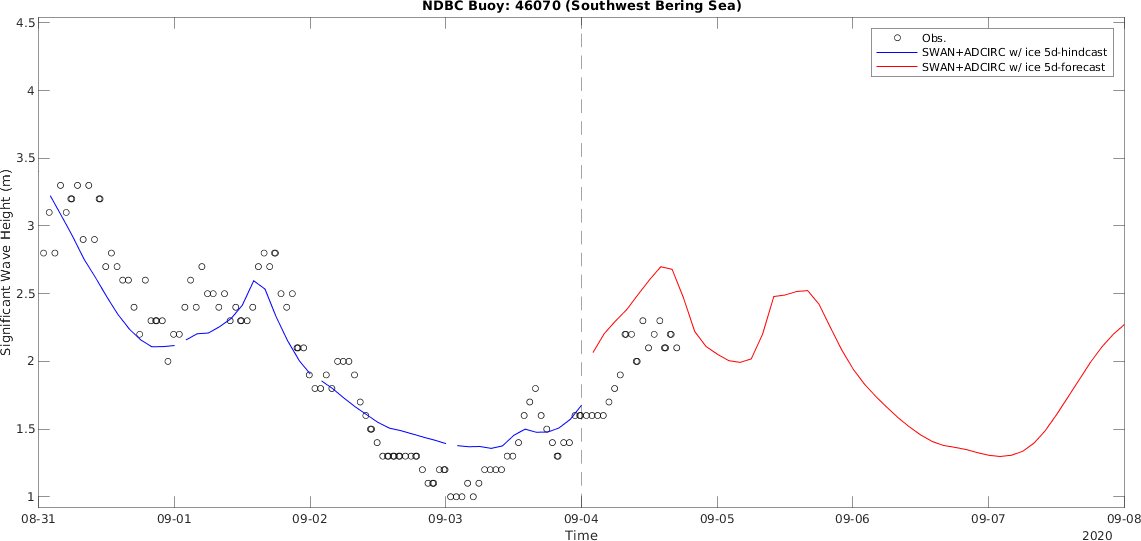 NDBC Buoy: 46070 (Southwest Bering Sea)
Obs.
SWAN+ADCIRC w/ ice 5d-hindcast
SWAN+ADCIRC w/ ice 5d-forecast
Significant Wave Height (m)
4.5
4
3.5
3
2.5
2
1.5
1
08-31 09-01 09-02 09-03 09-04 09-05 09-06 09-07 09-08
Time
2020